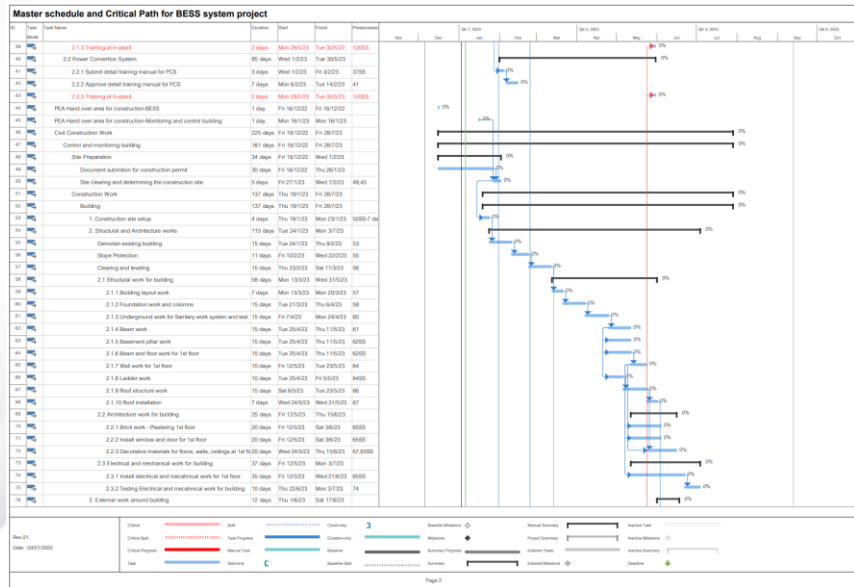 Master schedule and Critical Path for BESS system project
ID Task Mode Task Name Duration Start Finish Predecessor
Qtr 1, 2023 Qtr 2, 2023 Qtr 3, 2023 Qtr 4, 2023
Nov Dec Jan Feb Mar Apr May Jun Jul Aug Sep Oct
39 2.1.3 Training at In-plant 2 days Mon 29/5/23 Tue 30/5/23 120SS 0%
40 2.2 Power Convertion System 85 days Wed 1/2/23 Tue 30/5/23 0%
41 2.2.1 Submit detail training manual for PCS 3 days Wed 1/2/23 Fri 3/2/23 37SS 0%
42 2.2.2 Approve detail training manual for PCS 7 days Mon 6/2/23 Tue 14/2/23 41 0%
43 2.2.3 Training at In-plant 2 days Mon 29/5/23 Tue 30/5/23 120SS 0%
44 PEA Hand over area for construction-BESS 1 day Fri 16/12/22 Fri 16/12/22 0%
45 PEA Hand over area for construction-Monitoring and control building 1 day Mon 16/1/23 Mon 16/1/23 0%
46 Civil Construction Work 225 days Fri 16/12/22 Fri 28/7/23 0%
47 Control and monitoring building 161 days Fri 16/12/22 Fri 28/7/23 0%
48 Site Preparation 34 days Fri 16/12/22 Wed 1/2/23 0%
49 Document submition for construction permit 30 days Fri 16/12/22 Thu 26/1/23 0%
50 Site clearing and determining the construction site 5 days Fri 27/1/23 Wed 1/2/23 49,45 0%
51 Construction Work 137 days Thu 19/1/23 Fri 28/7/23 0%
52 Building 137 days Thu 19/1/23 Fri 28/7/23 0%
53 1. Construction site setup 4 days Thu 19/1/23 Mon 23/1/23 50SS-7 da 0%
54 2. Structural and Architecture works 115 days Tue 24/1/23 Mon 3/7/23 0%
55 Demolish existing building 15 days Tue 24/1/23 Thu 9/2/23 53 0%
56 Slope Protection 11 days Fri 10/2/23 Wed 22/2/23 55 0%
57 Clearing and leveling 15 days Thu 23/2/23 Sat 11/3/23 56 0%
58 2.1 Structural work for building 58 days Mon 13/3/23 Wed 31/5/23 0%
59 2.1.1 Building layout work 7 days Mon 13/3/23 Mon 20/3/23 57 0%
60 2.1.2 Foundation work and columns 15 days Tue 21/3/23 Thu 6/4/23 59 0%
61 2.1.3 Underground work for Sanitary work system and test 15 days Fri 7/4/23 Mon 24/4/23 60 0%
62 2.1.4 Beam work 15 days Tue 25/4/23 Thu 11/5/23 61 0%
63 2.1.5 Basement pillar work 15 days Tue 25/4/23 Thu 11/5/23 62SS 0%
64 2.1.6 Beam and floor work for 1st floor 15 days Tue 25/4/23 Thu 11/5/23 62SS 0%
65 2.1.7 Wall work for 1st floor 10 days Fri 12/5/23 Tue 23/5/23 64 0%
66 2.1.8 Ladder work 10 days Tue 25/4/23 Fri 5/5/23 64SS 0%
67 2.1.9 Roof structure work 15 days Sat 6/5/23 Tue 23/5/23 66 0%
68 2.1.10 Roof installation 7 days Wed 24/5/23 Wed 31/5/23 67 0%
69 2.2 Architecture work for building 25 days Fri 12/5/23 Thu 15/6/23 0%
70 2.2.1 Brick work - Plastering 1st floor 20 days Fri 12/5/23 Sat 3/6/23 65SS 0%
71 2.2.2 Install window and door for 1st floor 20 days Fri 12/5/23 Sat 3/6/23 65SS 0%
72 2.2.3 Decorative materials for floors, walls, ceilings at 1st fl 20 days Wed 24/5/23 Thu 15/6/23 67,65SS 0%
73 2.3 Electrical and mechanic work for building 37 days Fri 12/5/23 Mon 3/7/23 0%
74 2.3.1 Install electrical and mecahnical work for 1st floor 35 days Fri 12/5/23 Wed 21/6/23 65SS 0%
75 2.3.2 Testing Electrical and mecahnical work for building 10 days Thu 22/6/23 Mon 3/7/23 74 0%
76 3. External work around building 12 days Thu 1/6/23 Sat 17/6/23 0%
Rev.01
Date : 04/01/2023
Critical Split Finish-only Baseline Milestone Manual Summary Inactive Task
Critical Split Task Progress Duration-only Milestone Project Summary Inactive Milestone
Critical Progress Manual Task Baseline Summary Progress External Tasks Inactive Summary
Task Start-only Baseline Split Summary External Milestone Deadline
Page 2